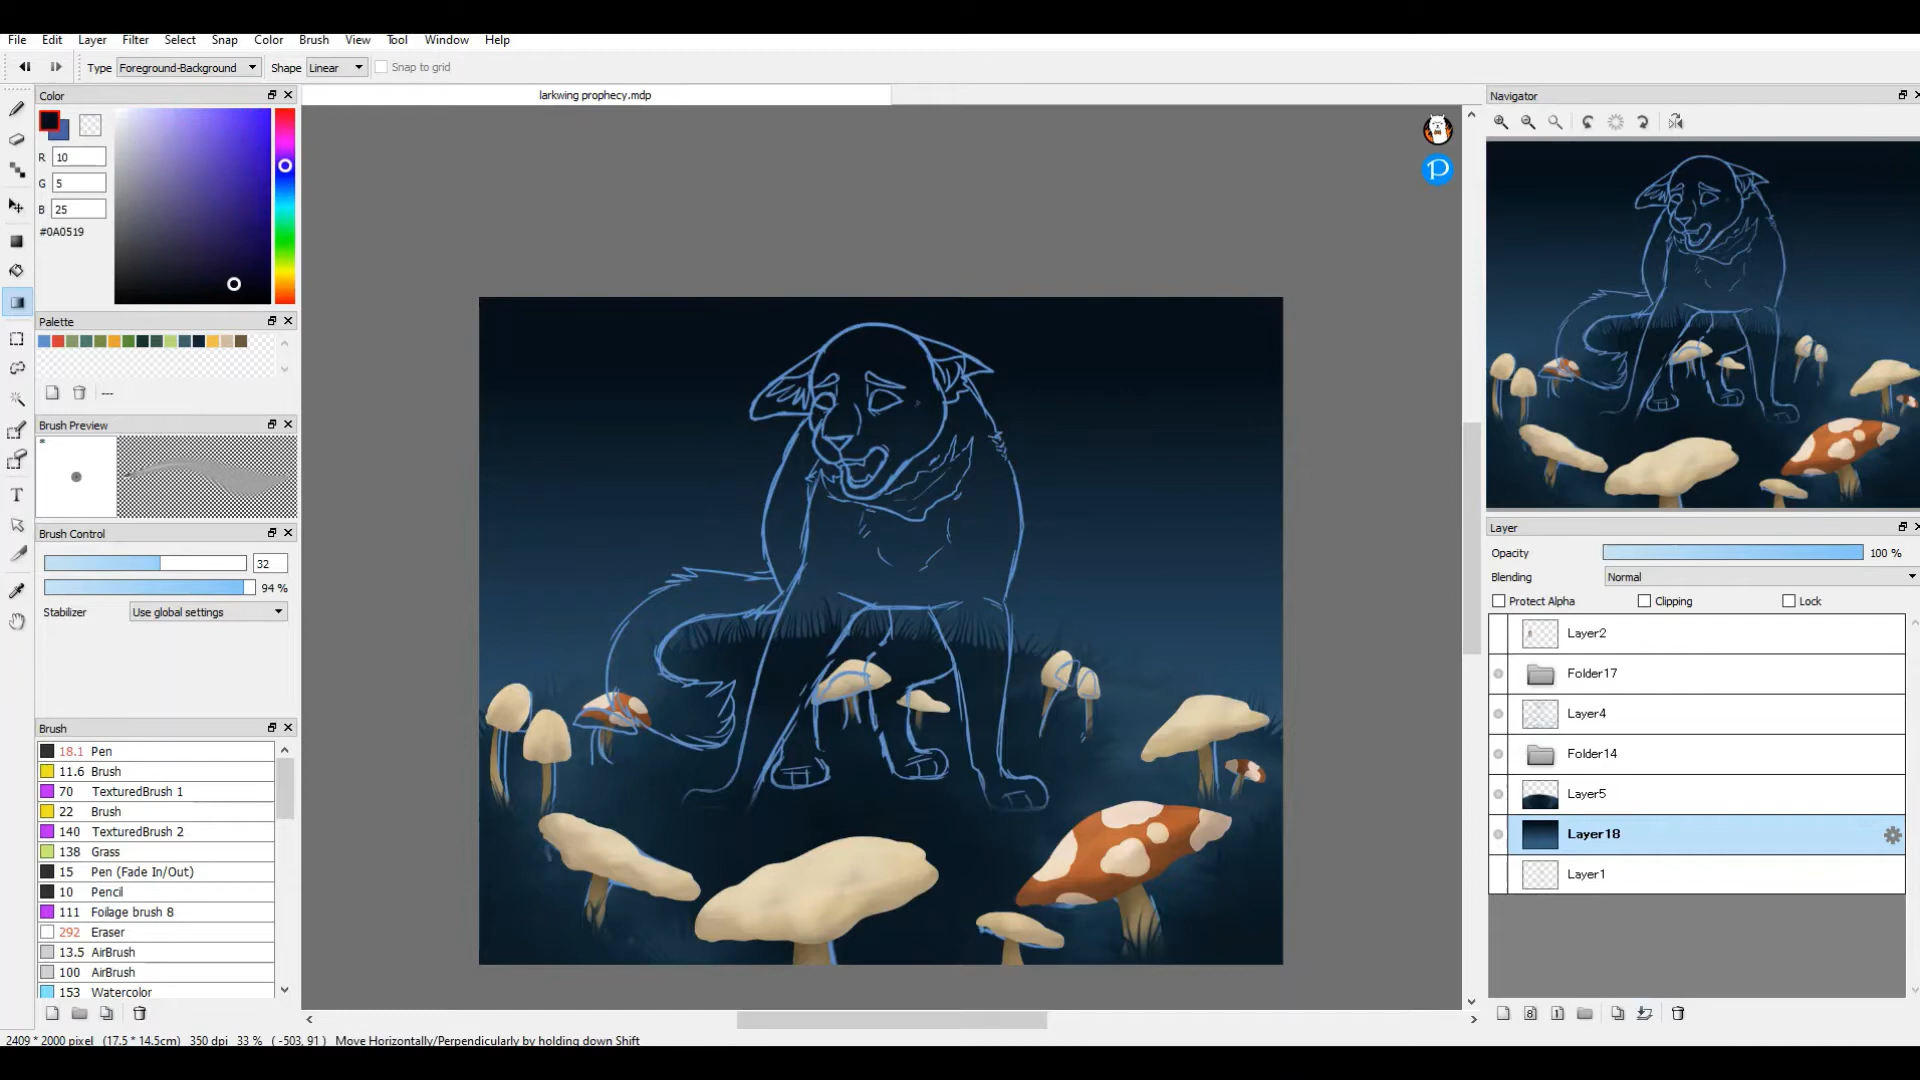 File Edit Layer Filter Select Snap Color Brush View Tool Window Help
Type Foreground-Background Shape Linear Snap to grid
Color
larkwing prophecy.mdp
Navigator
R 10
G 5
B 25
#0A0519
Palette
---
Brush Preview
*
Brush Control
32
94 %
Stabilizer Use global settings
Brush
18.1 Pen
11.6 Brush
70 TexturedBrush 1
22 Brush
140 TexturedBrush 2
138 Grass
15 Pen (Fade In/Out)
10 Pencil
111 Foilage brush 8
292 Eraser
13.5 AirBrush
100 AirBrush
153 Watercolor
P
Layer
Opacity 100 %
Blending Normal
Protect Alpha Clipping Lock
Layer2
Folder17
Layer4
Folder14
Layer5
Layer18
Layer1
2409 * 2000 pixel (17.5 * 14.5cm) 350 dpi 33 % ( -503, 91 ) Move Horizontally/Perpendicularly by holding down Shift